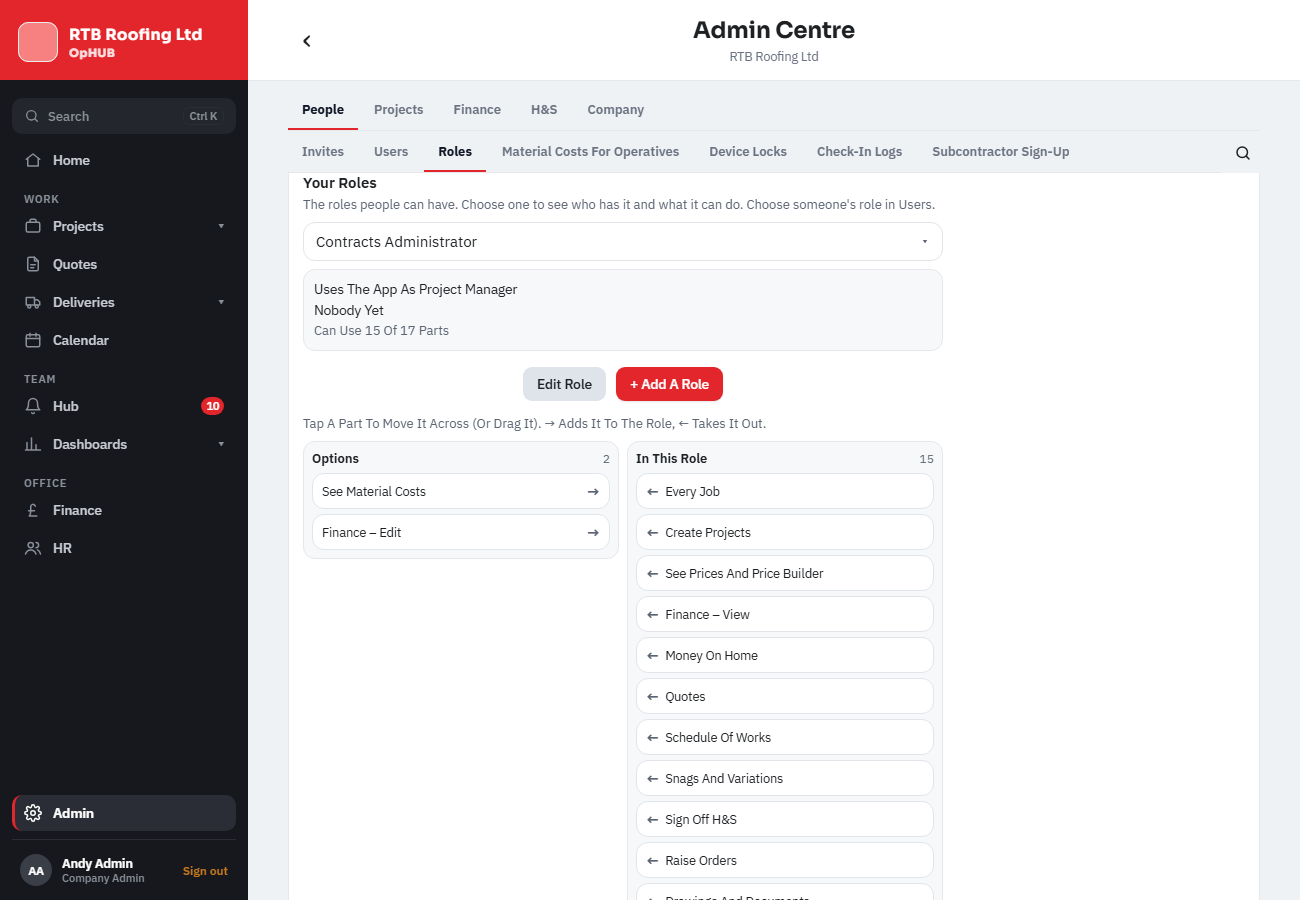 RTB Roofing Ltd
OpHUB
Search
Ctrl K
Home
WORK
Projects
Quotes
Deliveries
Calendar
TEAM
Hub
10
Dashboards
OFFICE
Finance
HR
Admin
AA
Andy Admin
Company Admin
Sign out
Admin Centre
RTB Roofing Ltd
People Projects Finance H&S Company
Invites Users Roles Material Costs For Operatives Device Locks Check-In Logs Subcontractor Sign-Up
Your Roles
The roles people can have. Choose one to see who has it and what it can do. Choose someone's role in Users.
Contracts Administrator
Uses The App As Project Manager
Nobody Yet
Can Use 15 Of 17 Parts
Edit Role
+ Add A Role
Tap A Part To Move It Across (Or Drag It). → Adds It To The Role, ← Takes It Out.
Options 2
See Material Costs →
Finance – Edit →
In This Role 15
← Every Job
← Create Projects
← See Prices And Price Builder
← Finance – View
← Money On Home
← Quotes
← Schedule Of Works
← Snags And Variations
← Sign Off H&S
← Raise Orders
Drawings And Documents